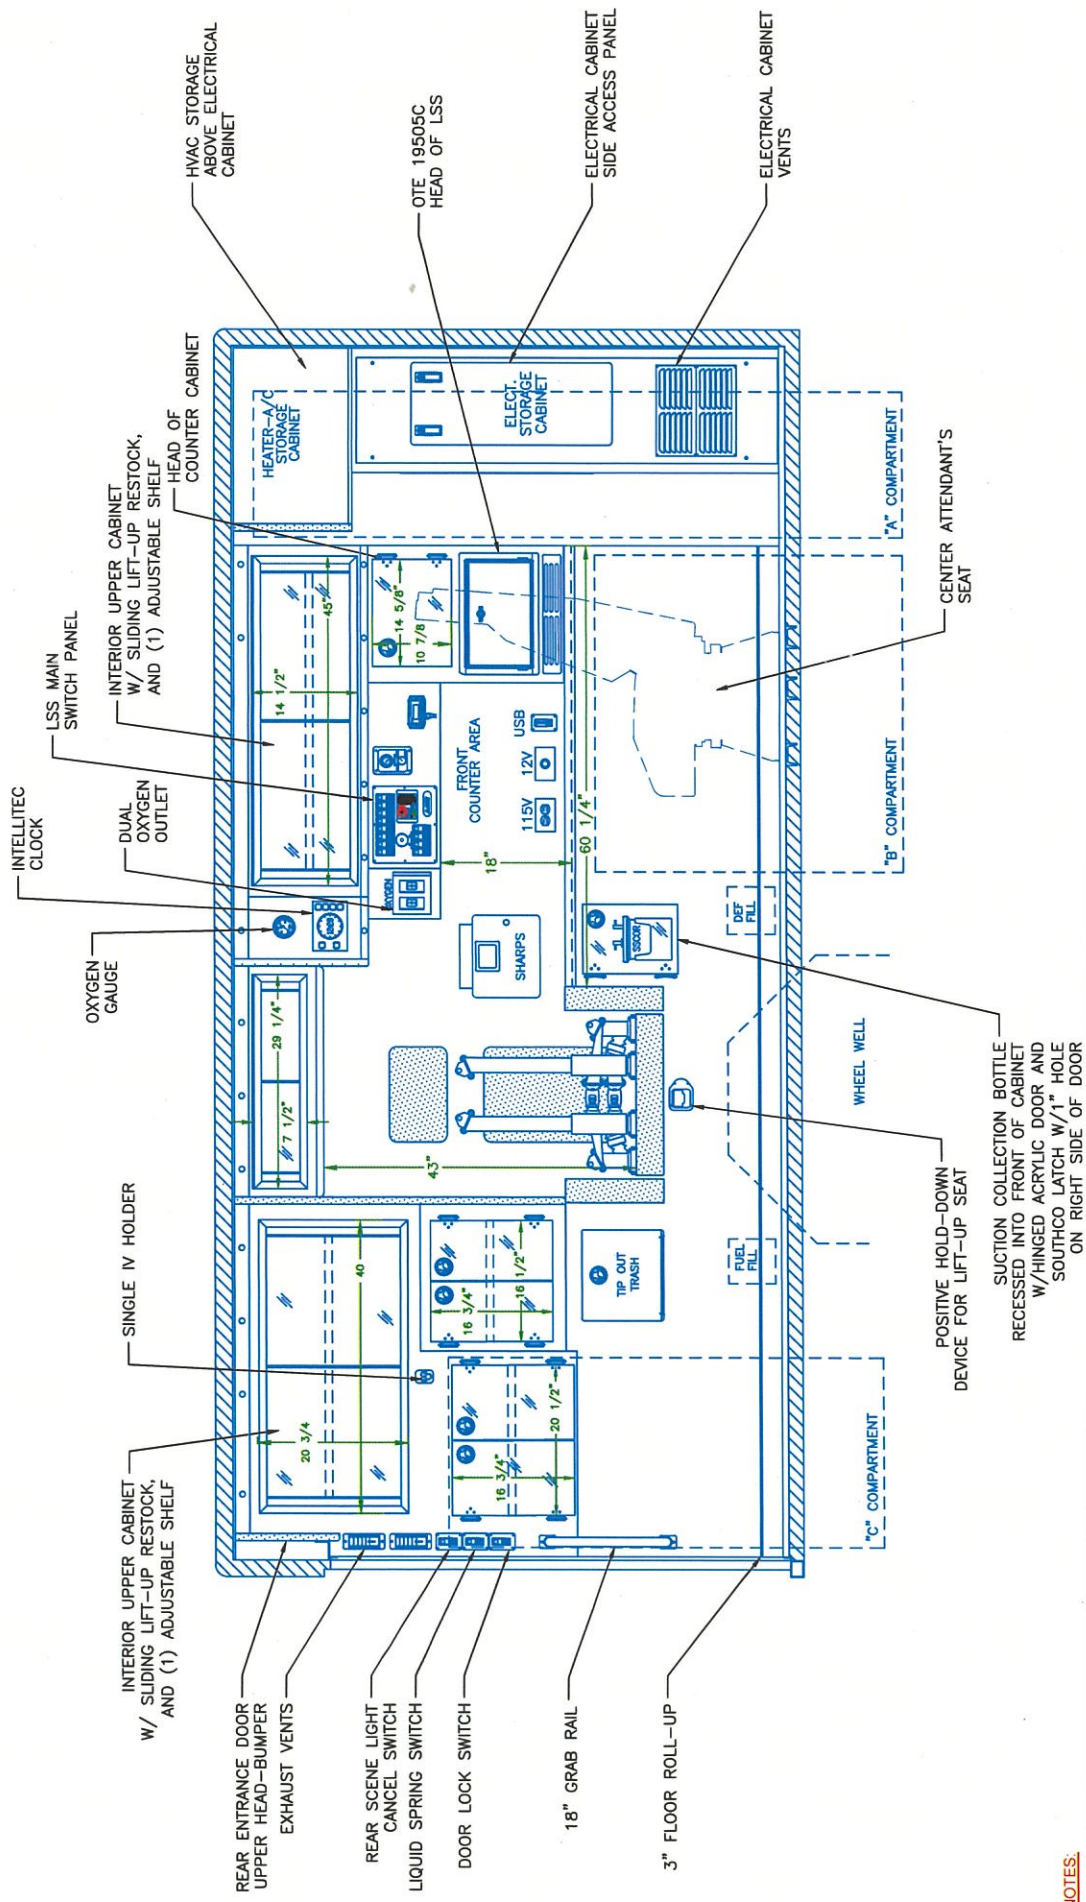 INTELLITEC
CLOCK
OXYGEN
GAUGE
DUAL
OXYGEN
OUTLET
LSS MAIN
SWITCH PANEL
INTERIOR UPPER CABINET
W/ SLIDING LIFT-UP RESTOCK,
AND (1) ADJUSTABLE SHELF
HEAD OF
COUNTER CABINET
HVAC STORAGE
ABOVE ELECTRICAL
CABINET
OTE 19505C
HEAD OF LSS
ELECTRICAL CABINET
SIDE ACCESS PANEL
ELECTRICAL CABINET
VENTS
SINGLE IV HOLDER
INTERIOR UPPER CABINET
W/ SLIDING LIFT-UP RESTOCK,
AND (1) ADJUSTABLE SHELF
REAR ENTRANCE DOOR
UPPER HEAD-BUMPER
EXHAUST VENTS
REAR SCENE LIGHT
CANCEL SWITCH
LIQUID SPRING SWITCH
DOOR LOCK SWITCH
18" GRAB RAIL
3" FLOOR ROLL-UP
20 3/4
40
29 1/4"
7 1/2"
14 1/2"
45"
HEATER-A/C
STORAGE
CABINET
ELECT.
STORAGE
CABINET
14 5/8"
10 7/8
OXYGEN
FRONT
COUNTER AREA
115V
12V
USB
18"
60 1/4"
43"
SHARPS
16 3/4"
16 1/2"
16 3/4"
20 1/2"
TIP OUT
TRASH
SSCOR
FUEL
FILL
DEF
FILL
WHEEL WELL
"C" COMPARTMENT
"B" COMPARTMENT
"A" COMPARTMENT
CENTER ATTENDANT'S
SEAT
POSITIVE HOLD-DOWN
DEVICE FOR LIFT-UP SEAT
SUCTION COLLECTION BOTTLE
RECESSED INTO FRONT OF CABINET
W/HINGED ACRYLIC DOOR AND
SOUTHCO LATCH W/1" HOLE
ON RIGHT SIDE OF DOOR
NOTES: